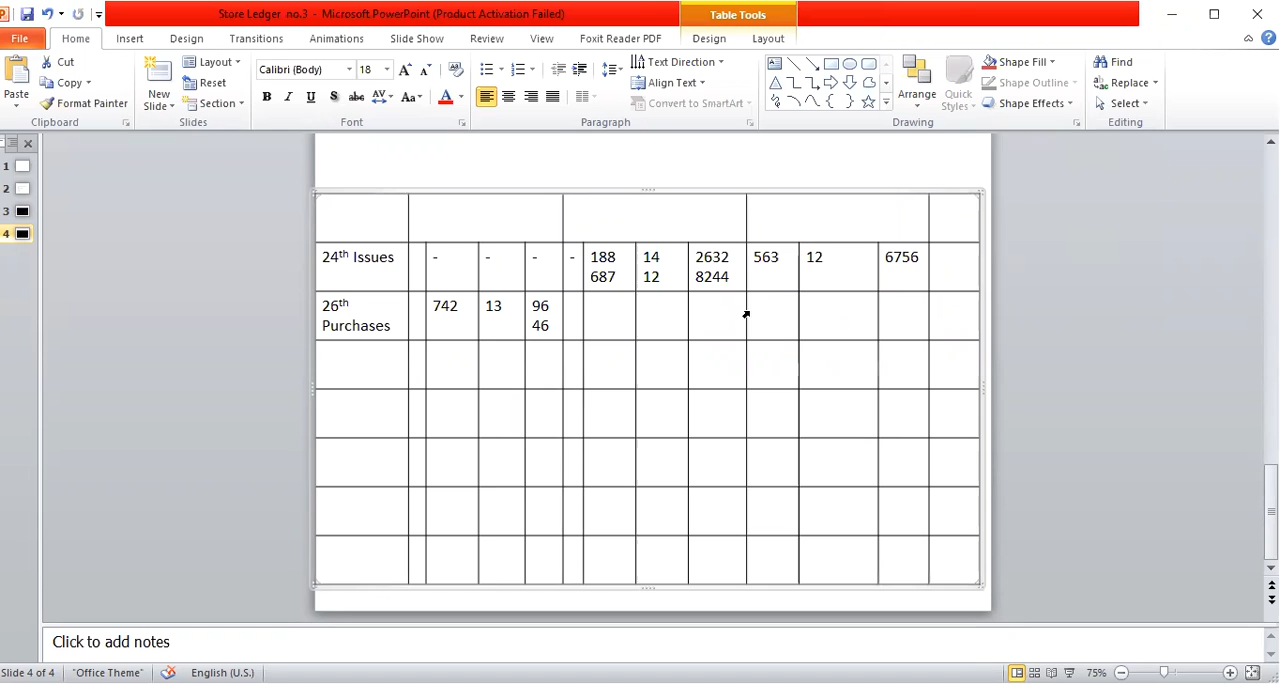 Store Ledger no.3 - Microsoft PowerPoint (Product Activation Failed)
Table Tools
File Home Insert Design Transitions Animations Slide Show Review View Foxit Reader PDF Design Layout
Paste
Cut
Copy
Format Painter
Clipboard
New Slide
Layout
Reset
Section
Slides
Calibri (Body) 18
Font
Text Direction
Align Text
Convert to SmartArt
Paragraph
Arrange
Quick Styles
Shape Fill
Shape Outline
Shape Effects
Drawing
Find
Replace
Select
Editing
1
2
3
4
24th Issues - - - - 188 14 2632 563 12 6756
687 12 8244
26th 742 13 96
Purchases 46
Click to add notes
Slide 4 of 4 "Office Theme" English (U.S.) 75%